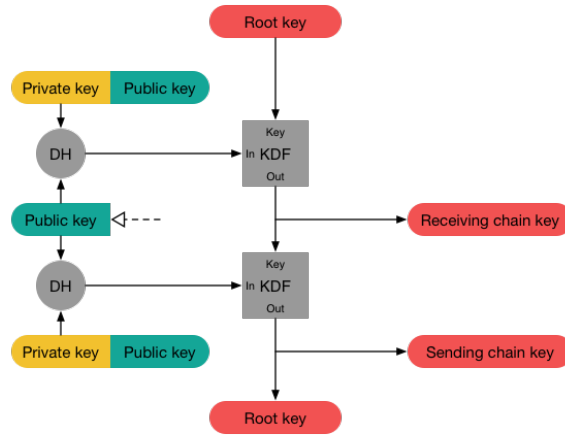 Root key
Private key Public key
Key
DH In KDF
Out
Public key Receiving chain key
Key
DH In KDF
Out
Private key Public key Sending chain key
Root key